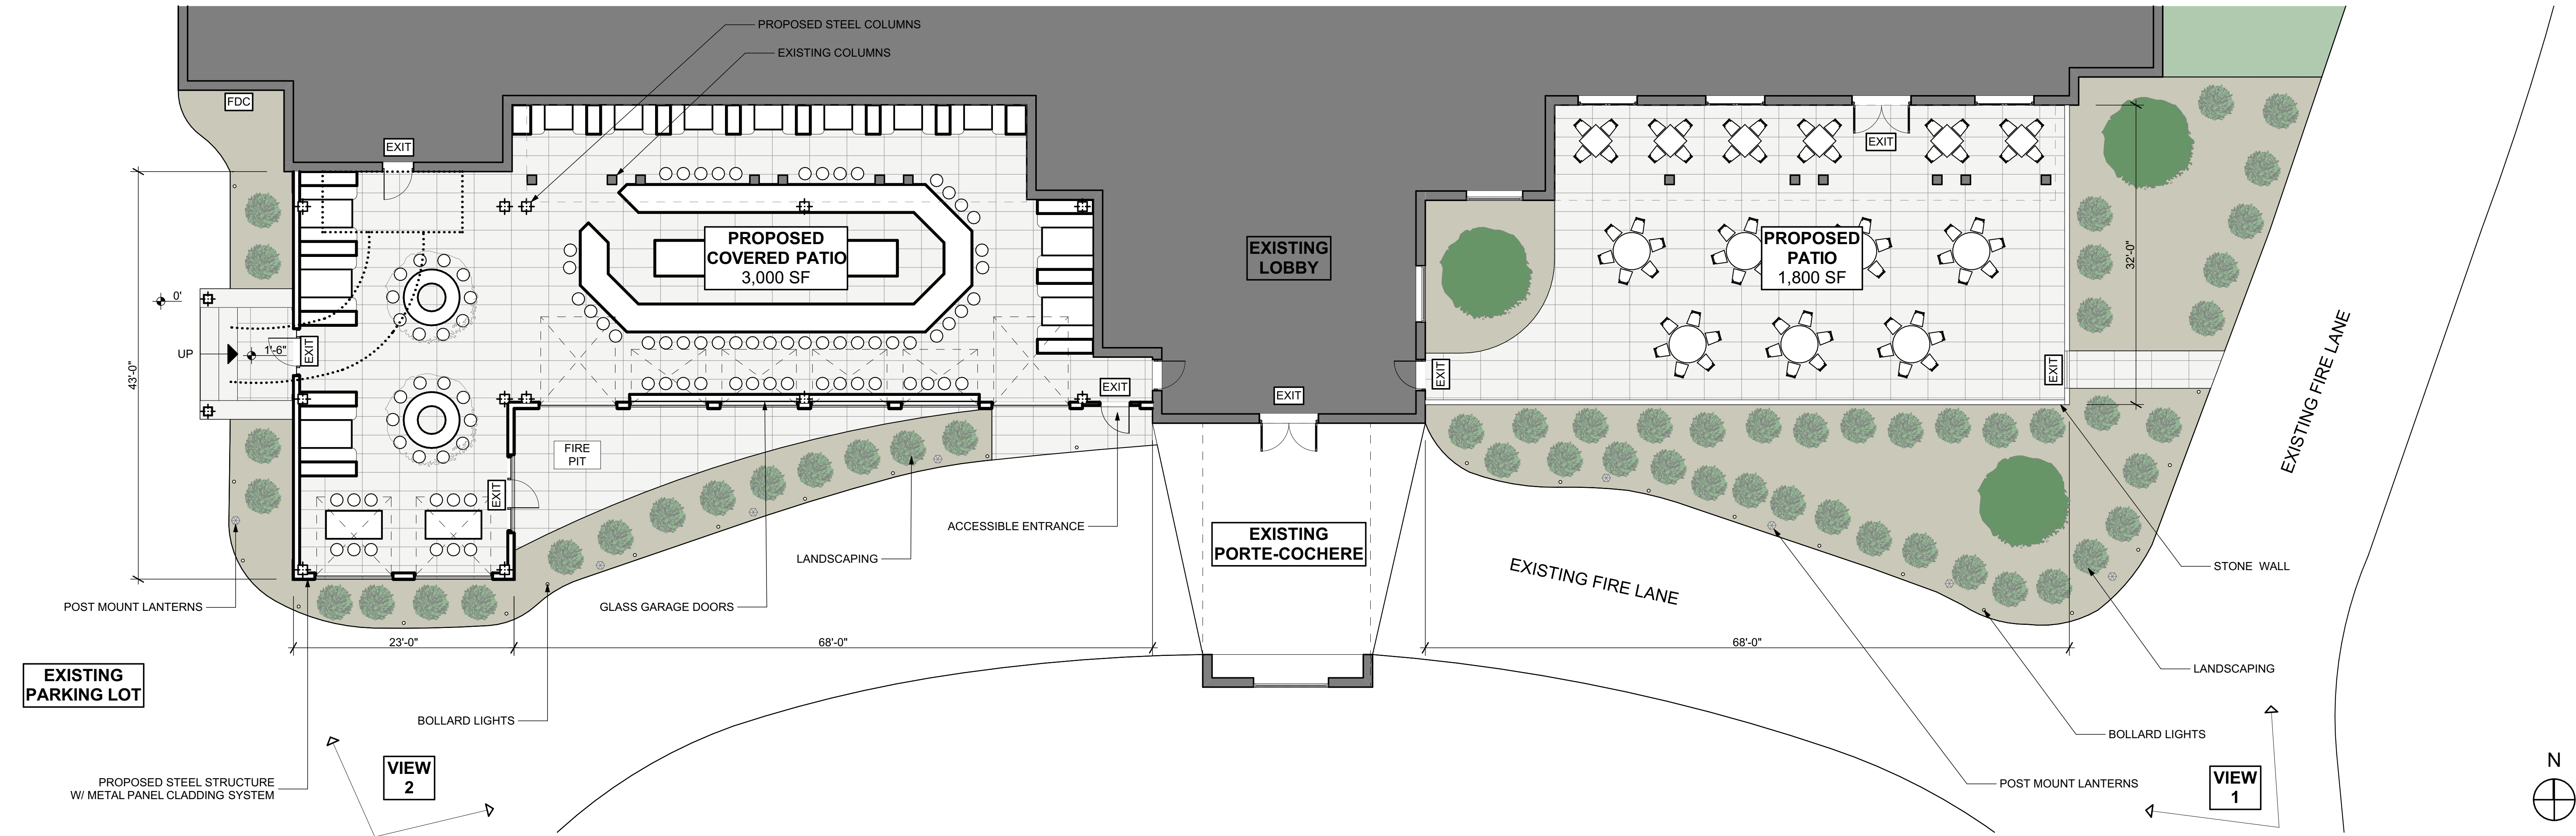 PROPOSED STEEL COLUMNS
EXISTING COLUMNS
FDC
EXIT
EXIT
PROPOSED
COVERED PATIO
3,000 SF
EXISTING
LOBBY
PROPOSED
PATIO
1,800 SF
32'-0"
0'
UP
1'-6"
EXIT
43'-0"
EXIT
EXIT
EXIT
EXIT
EXISTING FIRE LANE
FIRE
PIT
EXIT
ACCESSIBLE ENTRANCE
EXISTING
PORTE-COCHERE
LANDSCAPING
EXISTING FIRE LANE
STONE WALL
POST MOUNT LANTERNS
GLASS GARAGE DOORS
23'-0"
68'-0"
68'-0"
EXISTING
PARKING LOT
LANDSCAPING
BOLLARD LIGHTS
BOLLARD LIGHTS
VIEW
2
PROPOSED STEEL STRUCTURE
W/ METAL PANEL CLADDING SYSTEM
POST MOUNT LANTERNS
VIEW
1
N